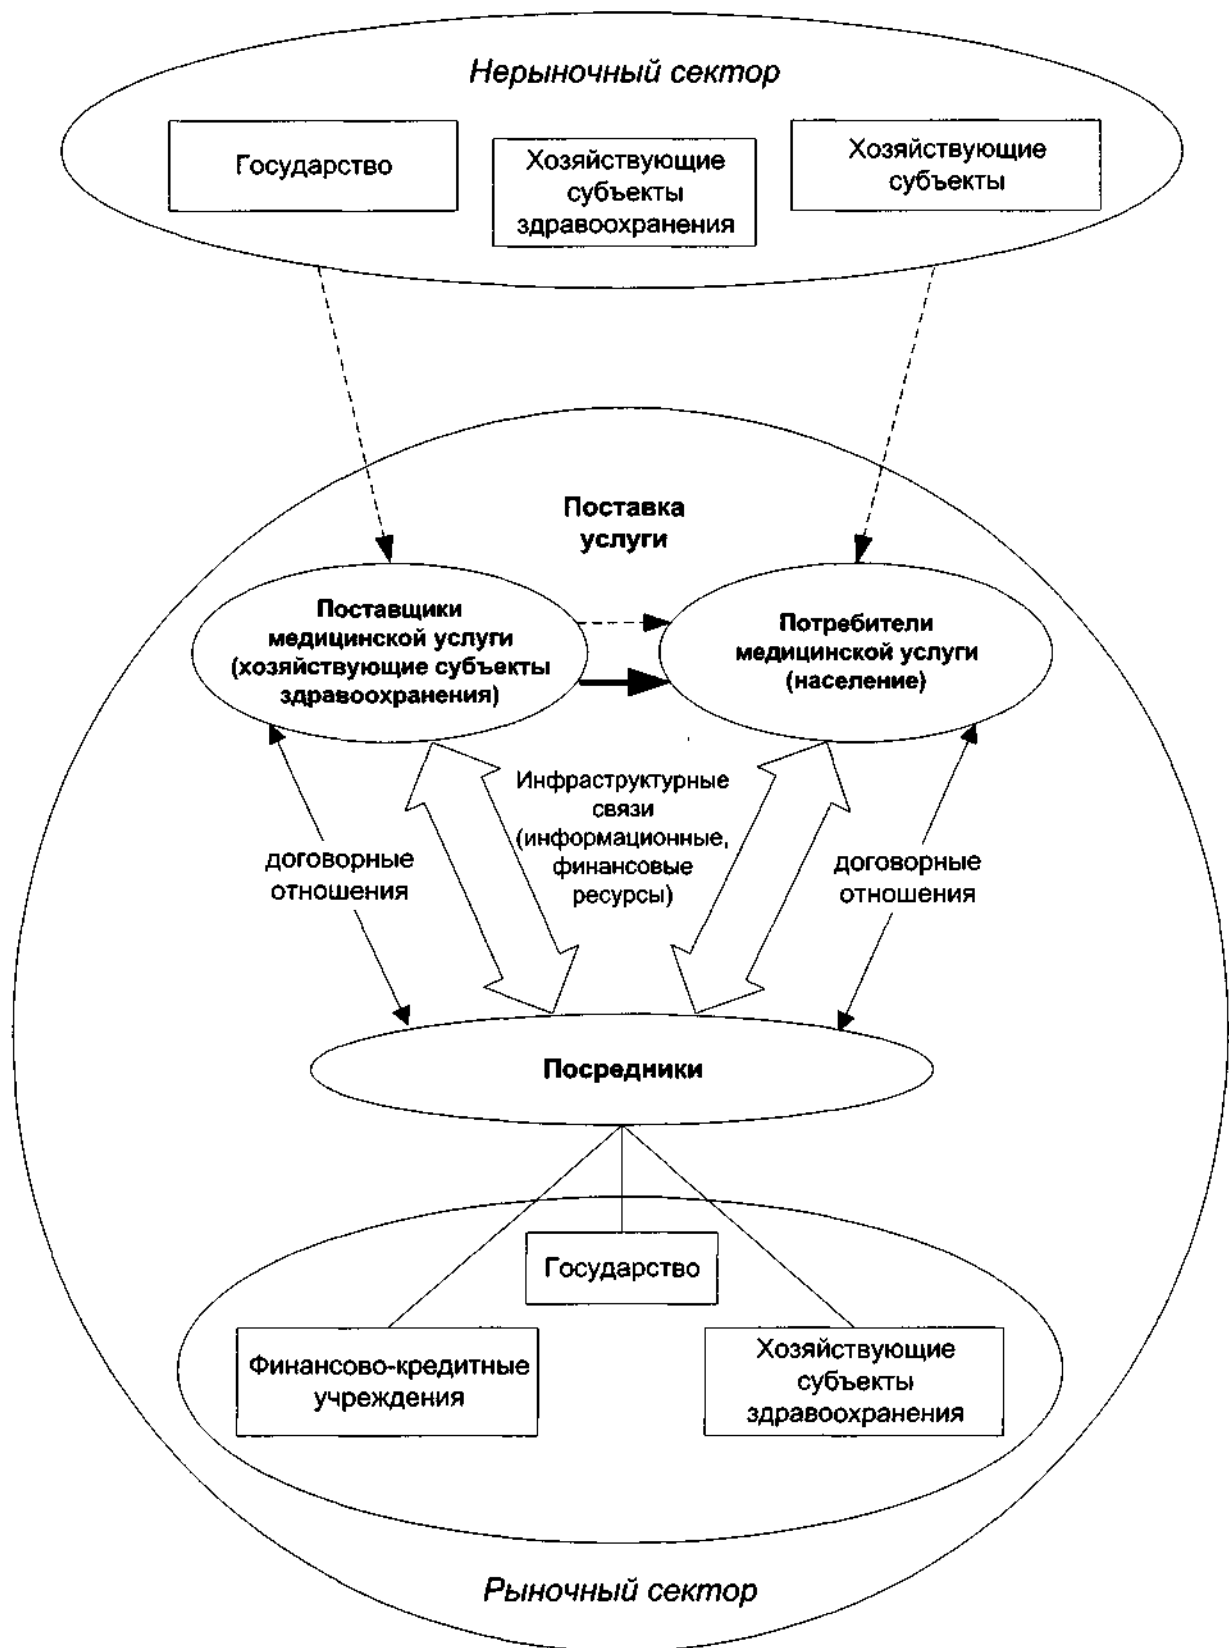 Нерыночный сектор
Государство
Хозяйствующие
субъекты
здравоохранения
Хозяйствующие
субъекты
Поставка
услуги
Поставщики
медицинской услуги
(хозяйствующие субъекты
здравоохранения)
Потребители
медицинской услуги
(население)
договорные
отношения
Инфраструктурные
связи
(информационные,
финансовые
ресурсы)
договорные
отношения
Посредники
Государство
Финансово-кредитные
учреждения
Хозяйствующие
субъекты
здравоохранения
Рыночный сектор